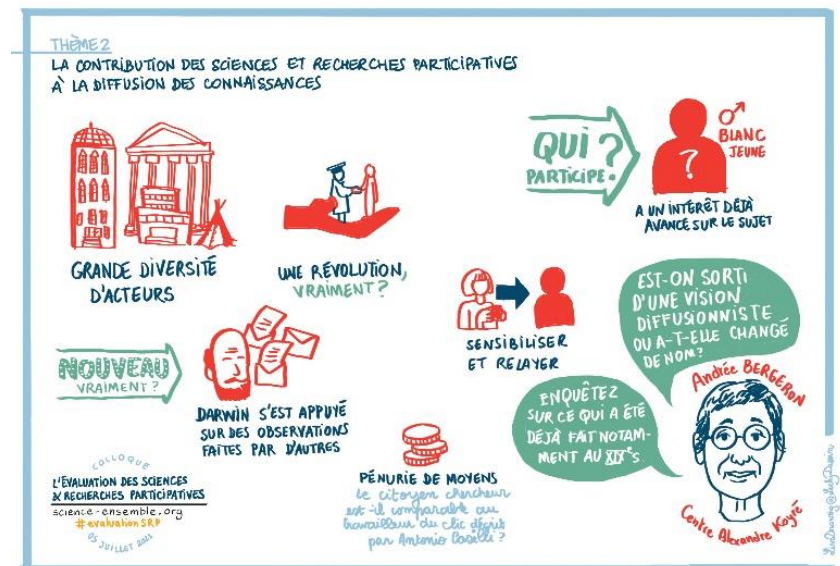 THÈME 2
LA CONTRIBUTION DES SCIENCES ET RECHERCHES PARTICIPATIVES
À LA DIFFUSION DES CONNAISSANCES
GRANDE DIVERSITÉ
D'ACTEURS
UNE RÉVOLUTION,
VRAIMENT ?
QUI ?
PARTICIPE
?
BLANC
JEUNE
A UN INTÉRÊT DÉJÀ
AVANCÉ SUR LE SUJET
NOUVEAU
VRAIMENT ?
DARWIN S'EST APPUYÉ
SUR DES OBSERVATIONS
FAITES PAR D'AUTRES
SENSIBILISER
ET RELAYER
EST-ON SORTI
D'UNE VISION
DIFFUSIONNISTE
OU A-T-ELLE CHANGÉ
DE NOM ?
ENQUÊTEZ
SUR CE QUI A ÉTÉ
DÉJÀ FAIT NOTAM-
MENT AU XIXe S.
Andrée BERGERON
Centre Alexandre Koyré
PÉNURIE DE MOYENS
Le citoyen chercheur
est-il comparable au
travailleur du clic décrit
par Antonio Casilli ?
COLLOQUE
L'ÉVALUATION DES SCIENCES
& RECHERCHES PARTICIPATIVES
science-ensemble.org
#evaluationSRP
05 JUILLET 2021